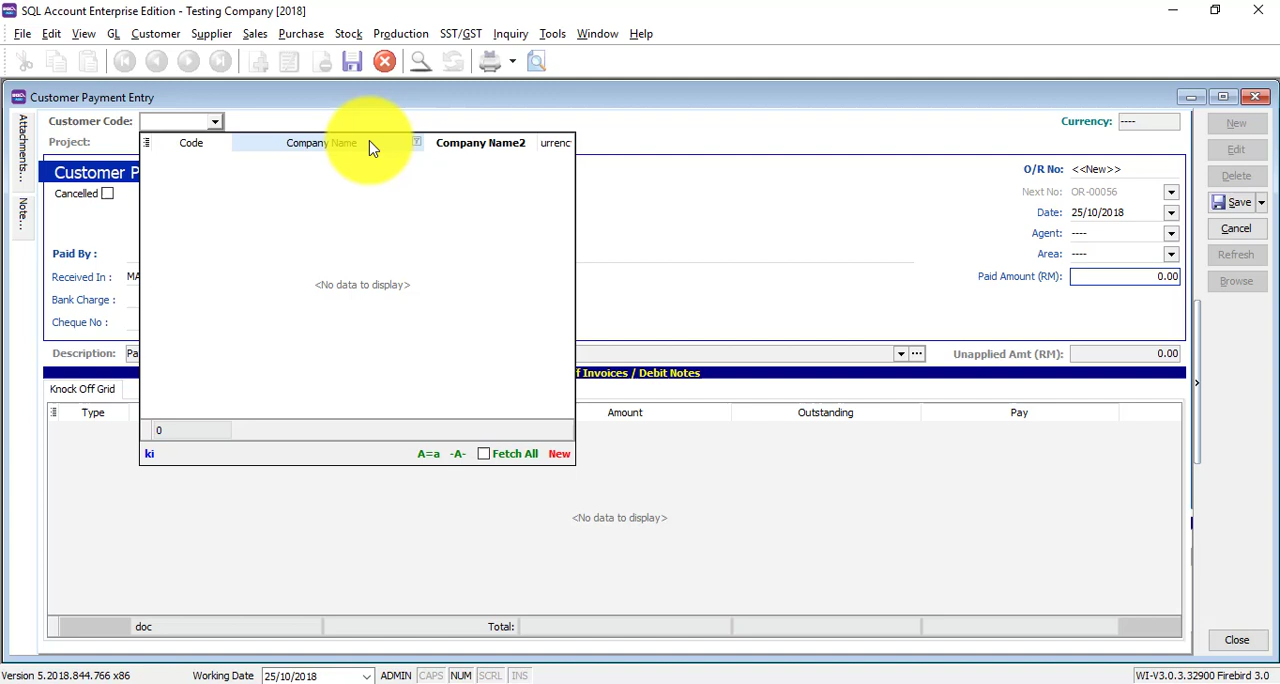 SQL Account Enterprise Edition - Testing Company [2018]
File Edit View GL Customer Supplier Sales Purchase Stock Production SST/GST Inquiry Tools Window Help
Customer Payment Entry
Attachments...
Note...
Customer Code:
Currency: ----
Project:
Code Company Name Company Name2 urrenc
Customer P
O/R No: <<New>>
Cancelled
Next No: OR-00056
Date: 25/10/2018
Agent: ----
Paid By :
Area: ----
Received In : MA
Paid Amount (RM): 0.00
<No data to display>
Bank Charge :
Cheque No :
Description: Pa
Unapplied Amt (RM): 0.00
f Invoices / Debit Notes
Knock Off Grid
Type Amount Outstanding Pay
0
ki A=a -A- Fetch All New
<No data to display>
doc Total:
New
Edit
Delete
Save
Cancel
Refresh
Browse
Close
Version 5.2018.844.766 x86 Working Date 25/10/2018 ADMIN CAPS NUM SCRL INS WI-V3.0.3.32900 Firebird 3.0